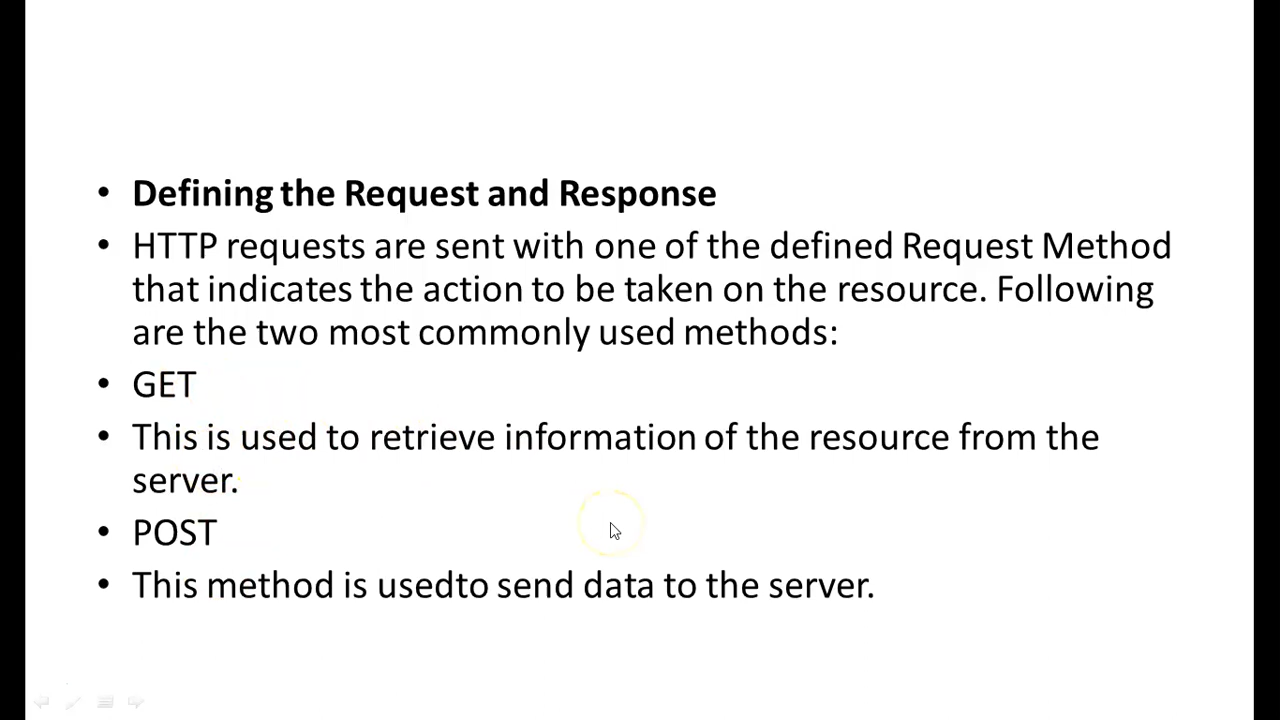 • Defining the Request and Response
• HTTP requests are sent with one of the defined Request Method
that indicates the action to be taken on the resource. Following
are the two most commonly used methods:
• GET
• This is used to retrieve information of the resource from the
server.
• POST
• This method is usedto send data to the server.